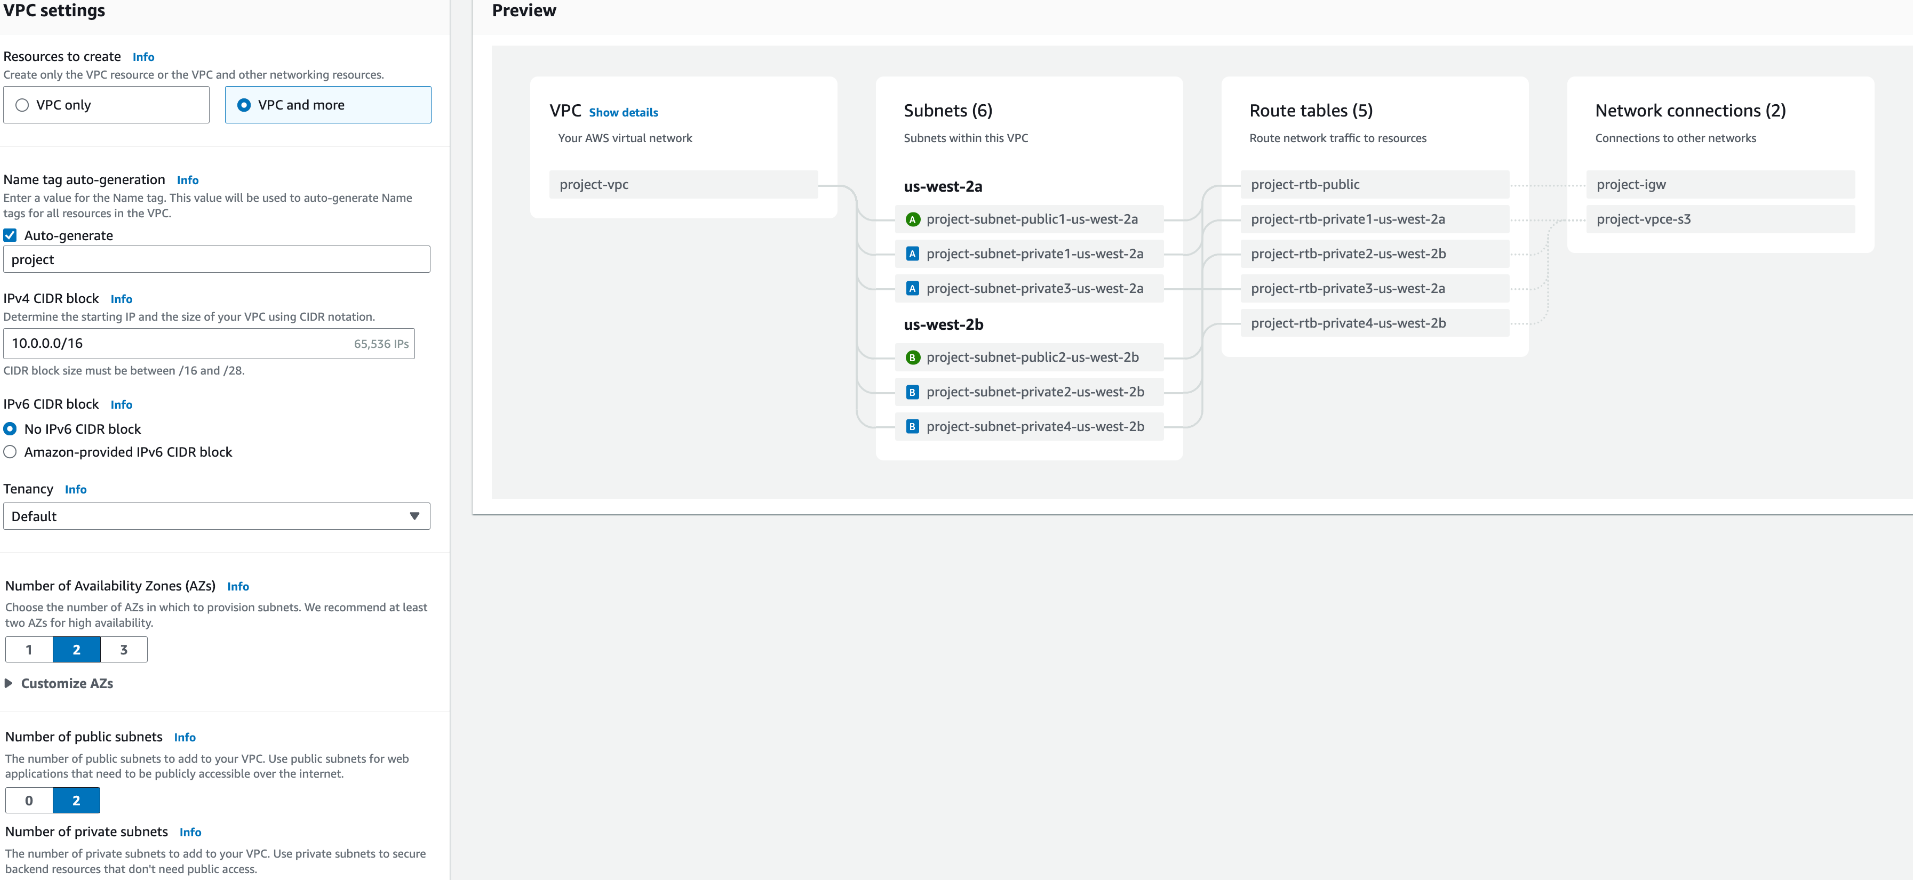 VPC settings
Resources to create Info
Create only the VPC resource or the VPC and other networking resources.
VPC only
VPC and more
Name tag auto-generation Info
Enter a value for the Name tag. This value will be used to auto-generate Name
tags for all resources in the VPC.
Auto-generate
project
IPv4 CIDR block Info
Determine the starting IP and the size of your VPC using CIDR notation.
10.0.0.0/16 65,536 IPs
CIDR block size must be between /16 and /28.
IPv6 CIDR block Info
No IPv6 CIDR block
Amazon-provided IPv6 CIDR block
Tenancy Info
Default
Number of Availability Zones (AZs) Info
Choose the number of AZs in which to provision subnets. We recommend at least
two AZs for high availability.
1 2 3
Customize AZs
Number of public subnets Info
The number of public subnets to add to your VPC. Use public subnets for web
applications that need to be publicly accessible over the internet.
0 2
Number of private subnets Info
The number of private subnets to add to your VPC. Use private subnets to secure
backend resources that don't need public access.
Preview
VPC Show details
Your AWS virtual network
project-vpc
Subnets (6)
Subnets within this VPC
us-west-2a
A project-subnet-public1-us-west-2a
A project-subnet-private1-us-west-2a
A project-subnet-private3-us-west-2a
us-west-2b
B project-subnet-public2-us-west-2b
B project-subnet-private2-us-west-2b
B project-subnet-private4-us-west-2b
Route tables (5)
Route network traffic to resources
project-rtb-public
project-rtb-private1-us-west-2a
project-rtb-private2-us-west-2b
project-rtb-private3-us-west-2a
project-rtb-private4-us-west-2b
Network connections (2)
Connections to other networks
project-igw
project-vpce-s3